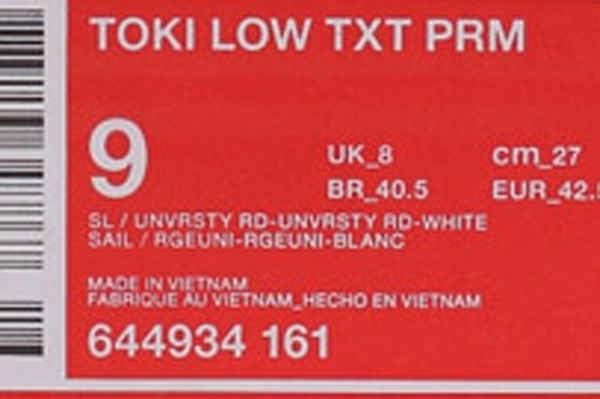 TOKI LOW TXT PRM
9
UK_8 cm_27
BR_40.5 EUR_42.5
SL / UNVRSTY RD-UNVRSTY RD-WHITE
SAIL / RGEUNI-RGEUNI-BLANC
MADE IN VIETNAM
FABRIQUE AU VIETNAM_HECHO EN VIETNAM
644934 161